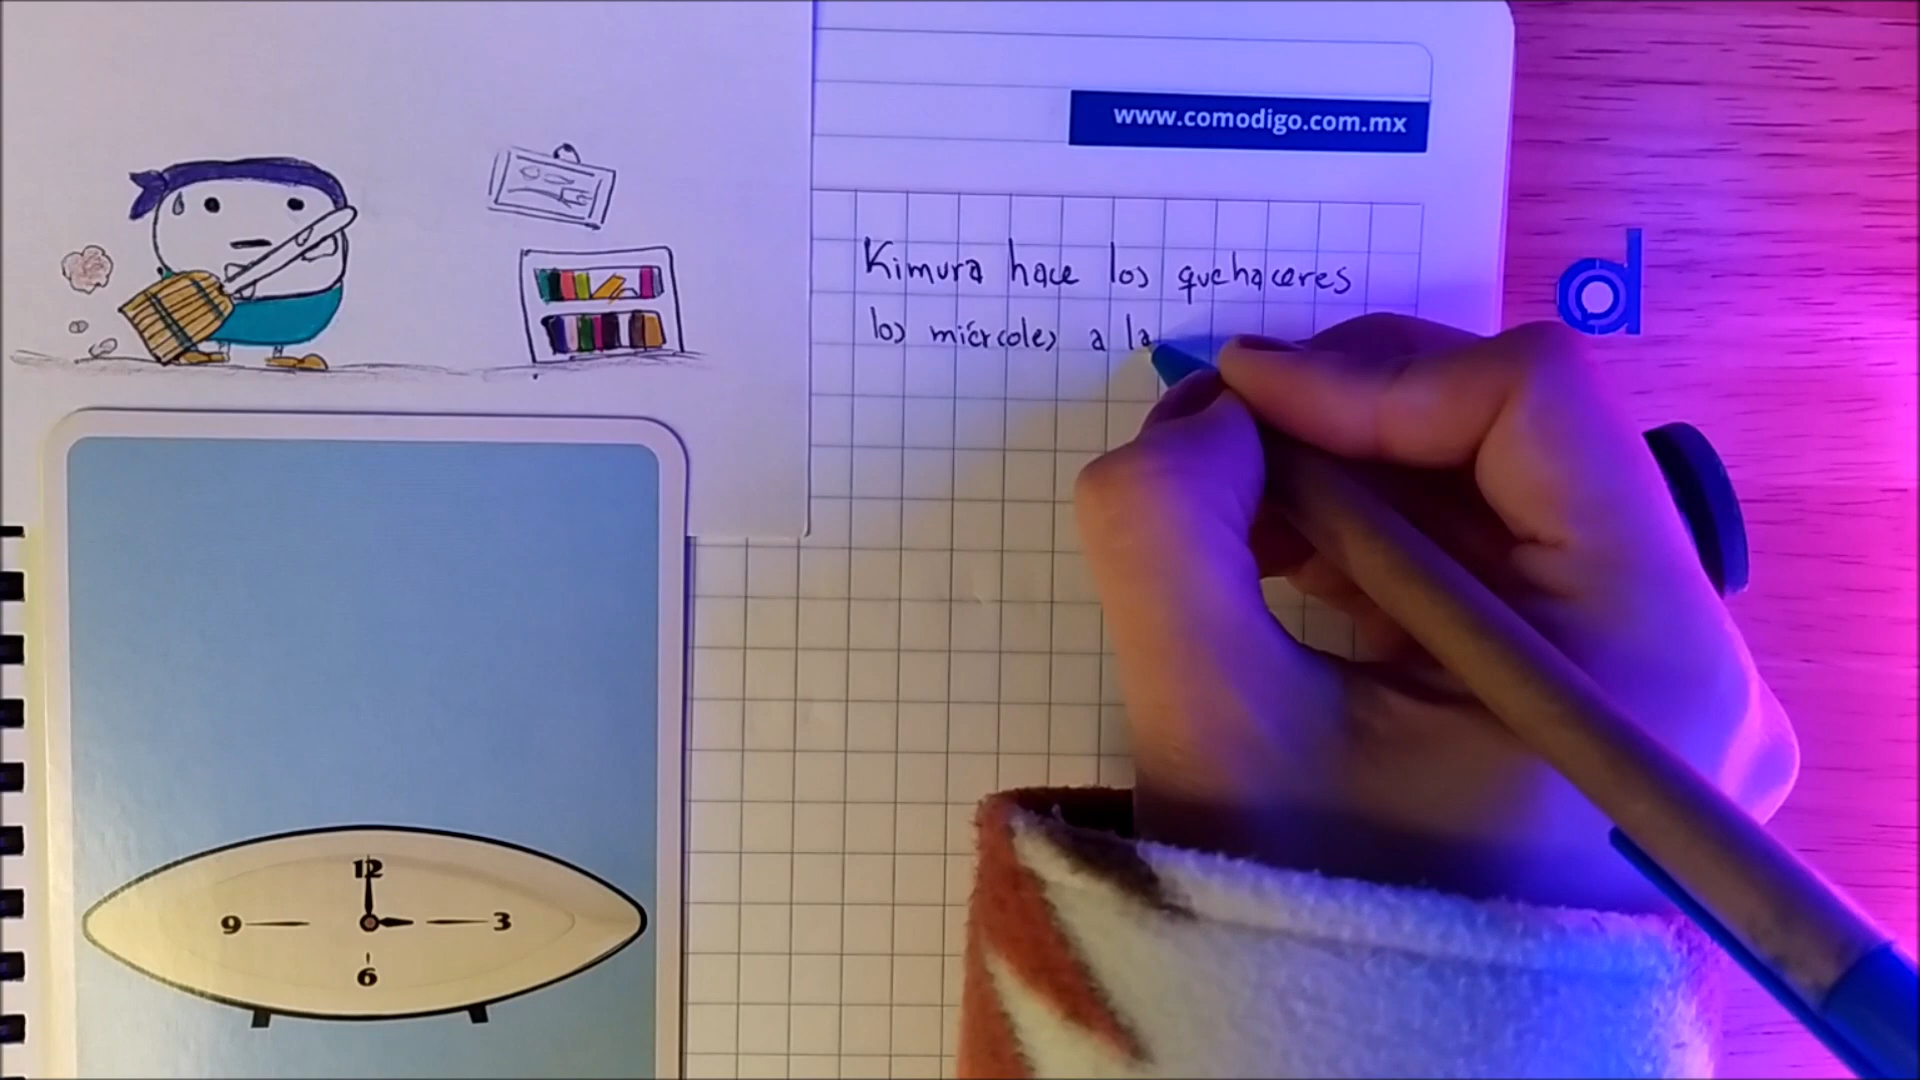 www.comodigo.com.mx
Kimura hace los quehaceres
los miércoles a la
d
12
9
3
6